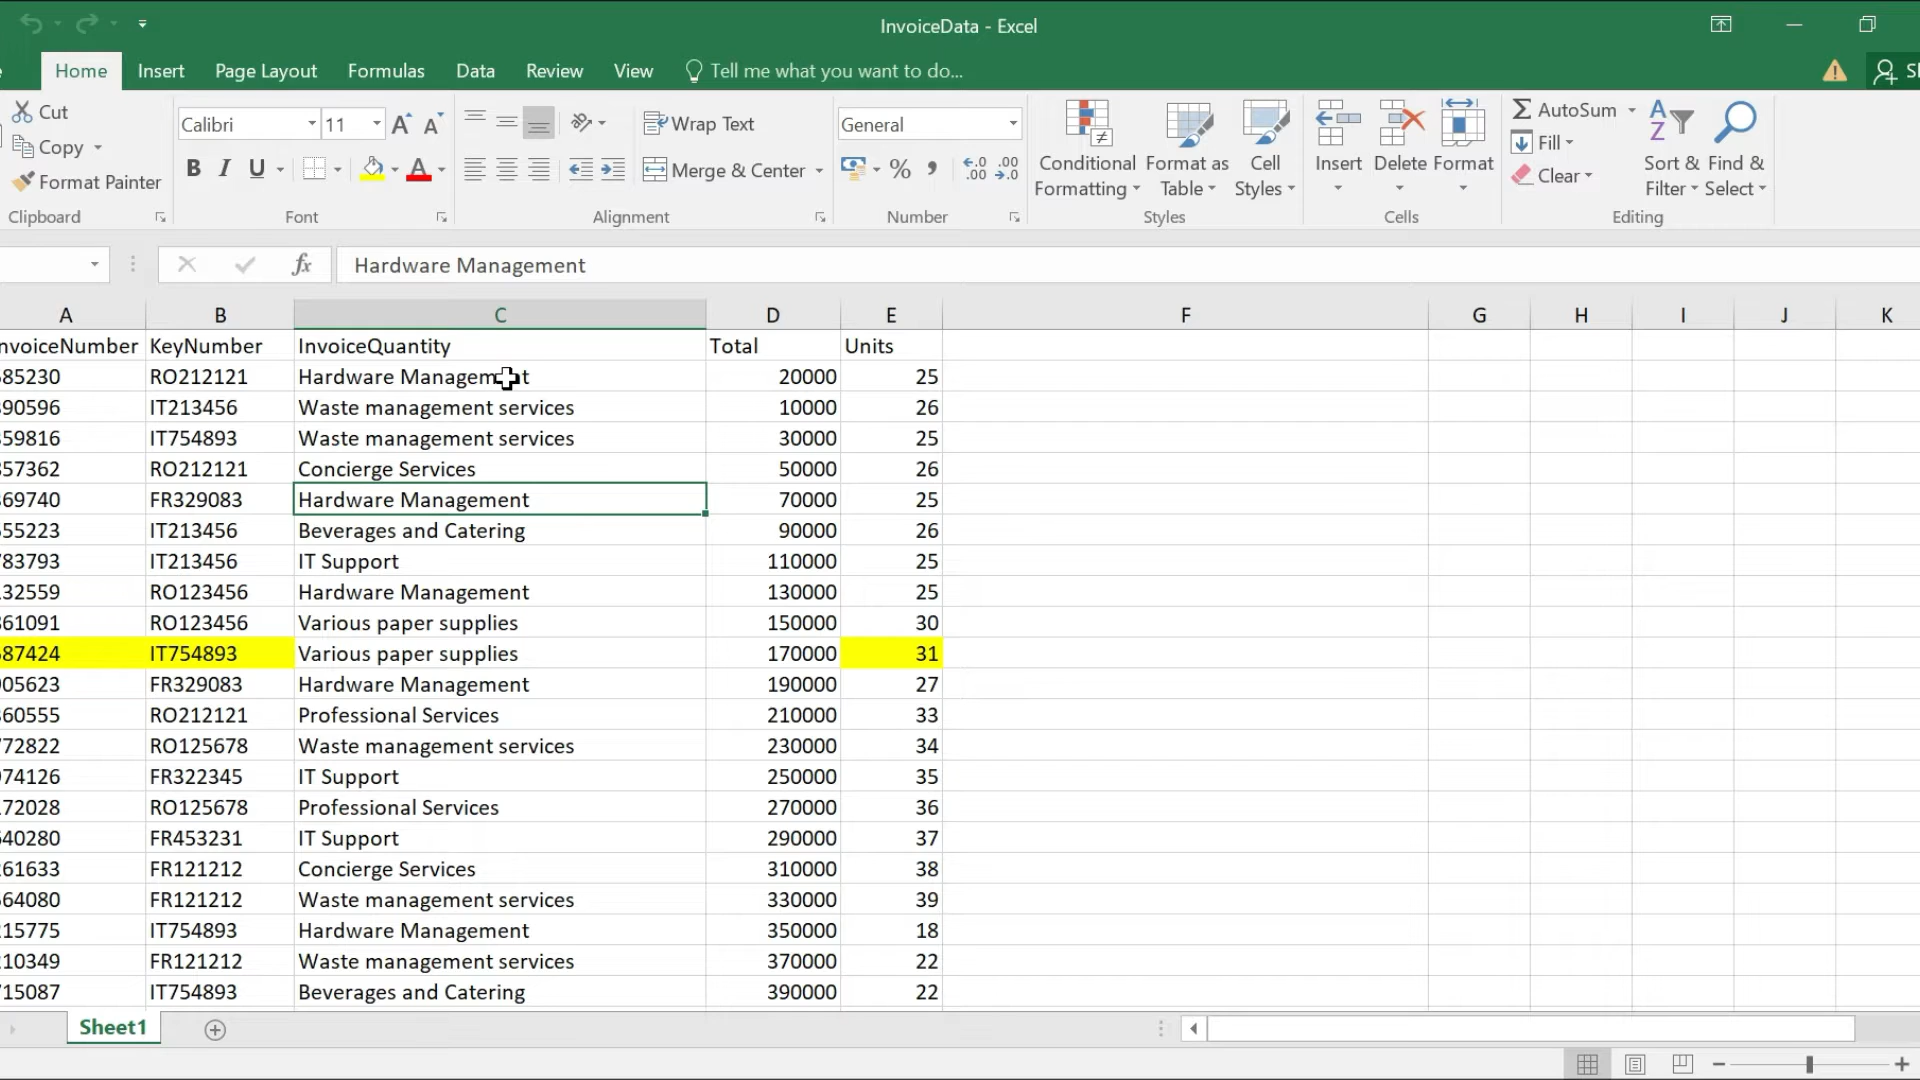 InvoiceData - Excel
Home Insert Page Layout Formulas Data Review View Tell me what you want to do...
Cut
Copy
Format Painter
Clipboard
Calibri 11
B I U
Font
Wrap Text
Merge & Center
Alignment
General
% , .00 .00
Number
Conditional Formatting
Format as Table
Cell Styles
Styles
Insert Delete Format
Cells
AutoSum
Fill
Clear
Sort & Filter
Find & Select
Editing
fx Hardware Management
A B C D E F G H I J K
nvoiceNumber KeyNumber InvoiceQuantity Total Units
85230 RO212121 Hardware Management 20000 25
90596 IT213456 Waste management services 10000 26
59816 IT754893 Waste management services 30000 25
57362 RO212121 Concierge Services 50000 26
69740 FR329083 Hardware Management 70000 25
55223 IT213456 Beverages and Catering 90000 26
783793 IT213456 IT Support 110000 25
32559 RO123456 Hardware Management 130000 25
61091 RO123456 Various paper supplies 150000 30
87424 IT754893 Various paper supplies 170000 31
05623 FR329083 Hardware Management 190000 27
60555 RO212121 Professional Services 210000 33
772822 RO125678 Waste management services 230000 34
74126 FR322345 IT Support 250000 35
172028 RO125678 Professional Services 270000 36
40280 FR453231 IT Support 290000 37
61633 FR121212 Concierge Services 310000 38
64080 FR121212 Waste management services 330000 39
15775 IT754893 Hardware Management 350000 18
10349 FR121212 Waste management services 370000 22
715087 IT754893 Beverages and Catering 390000 22
Sheet1